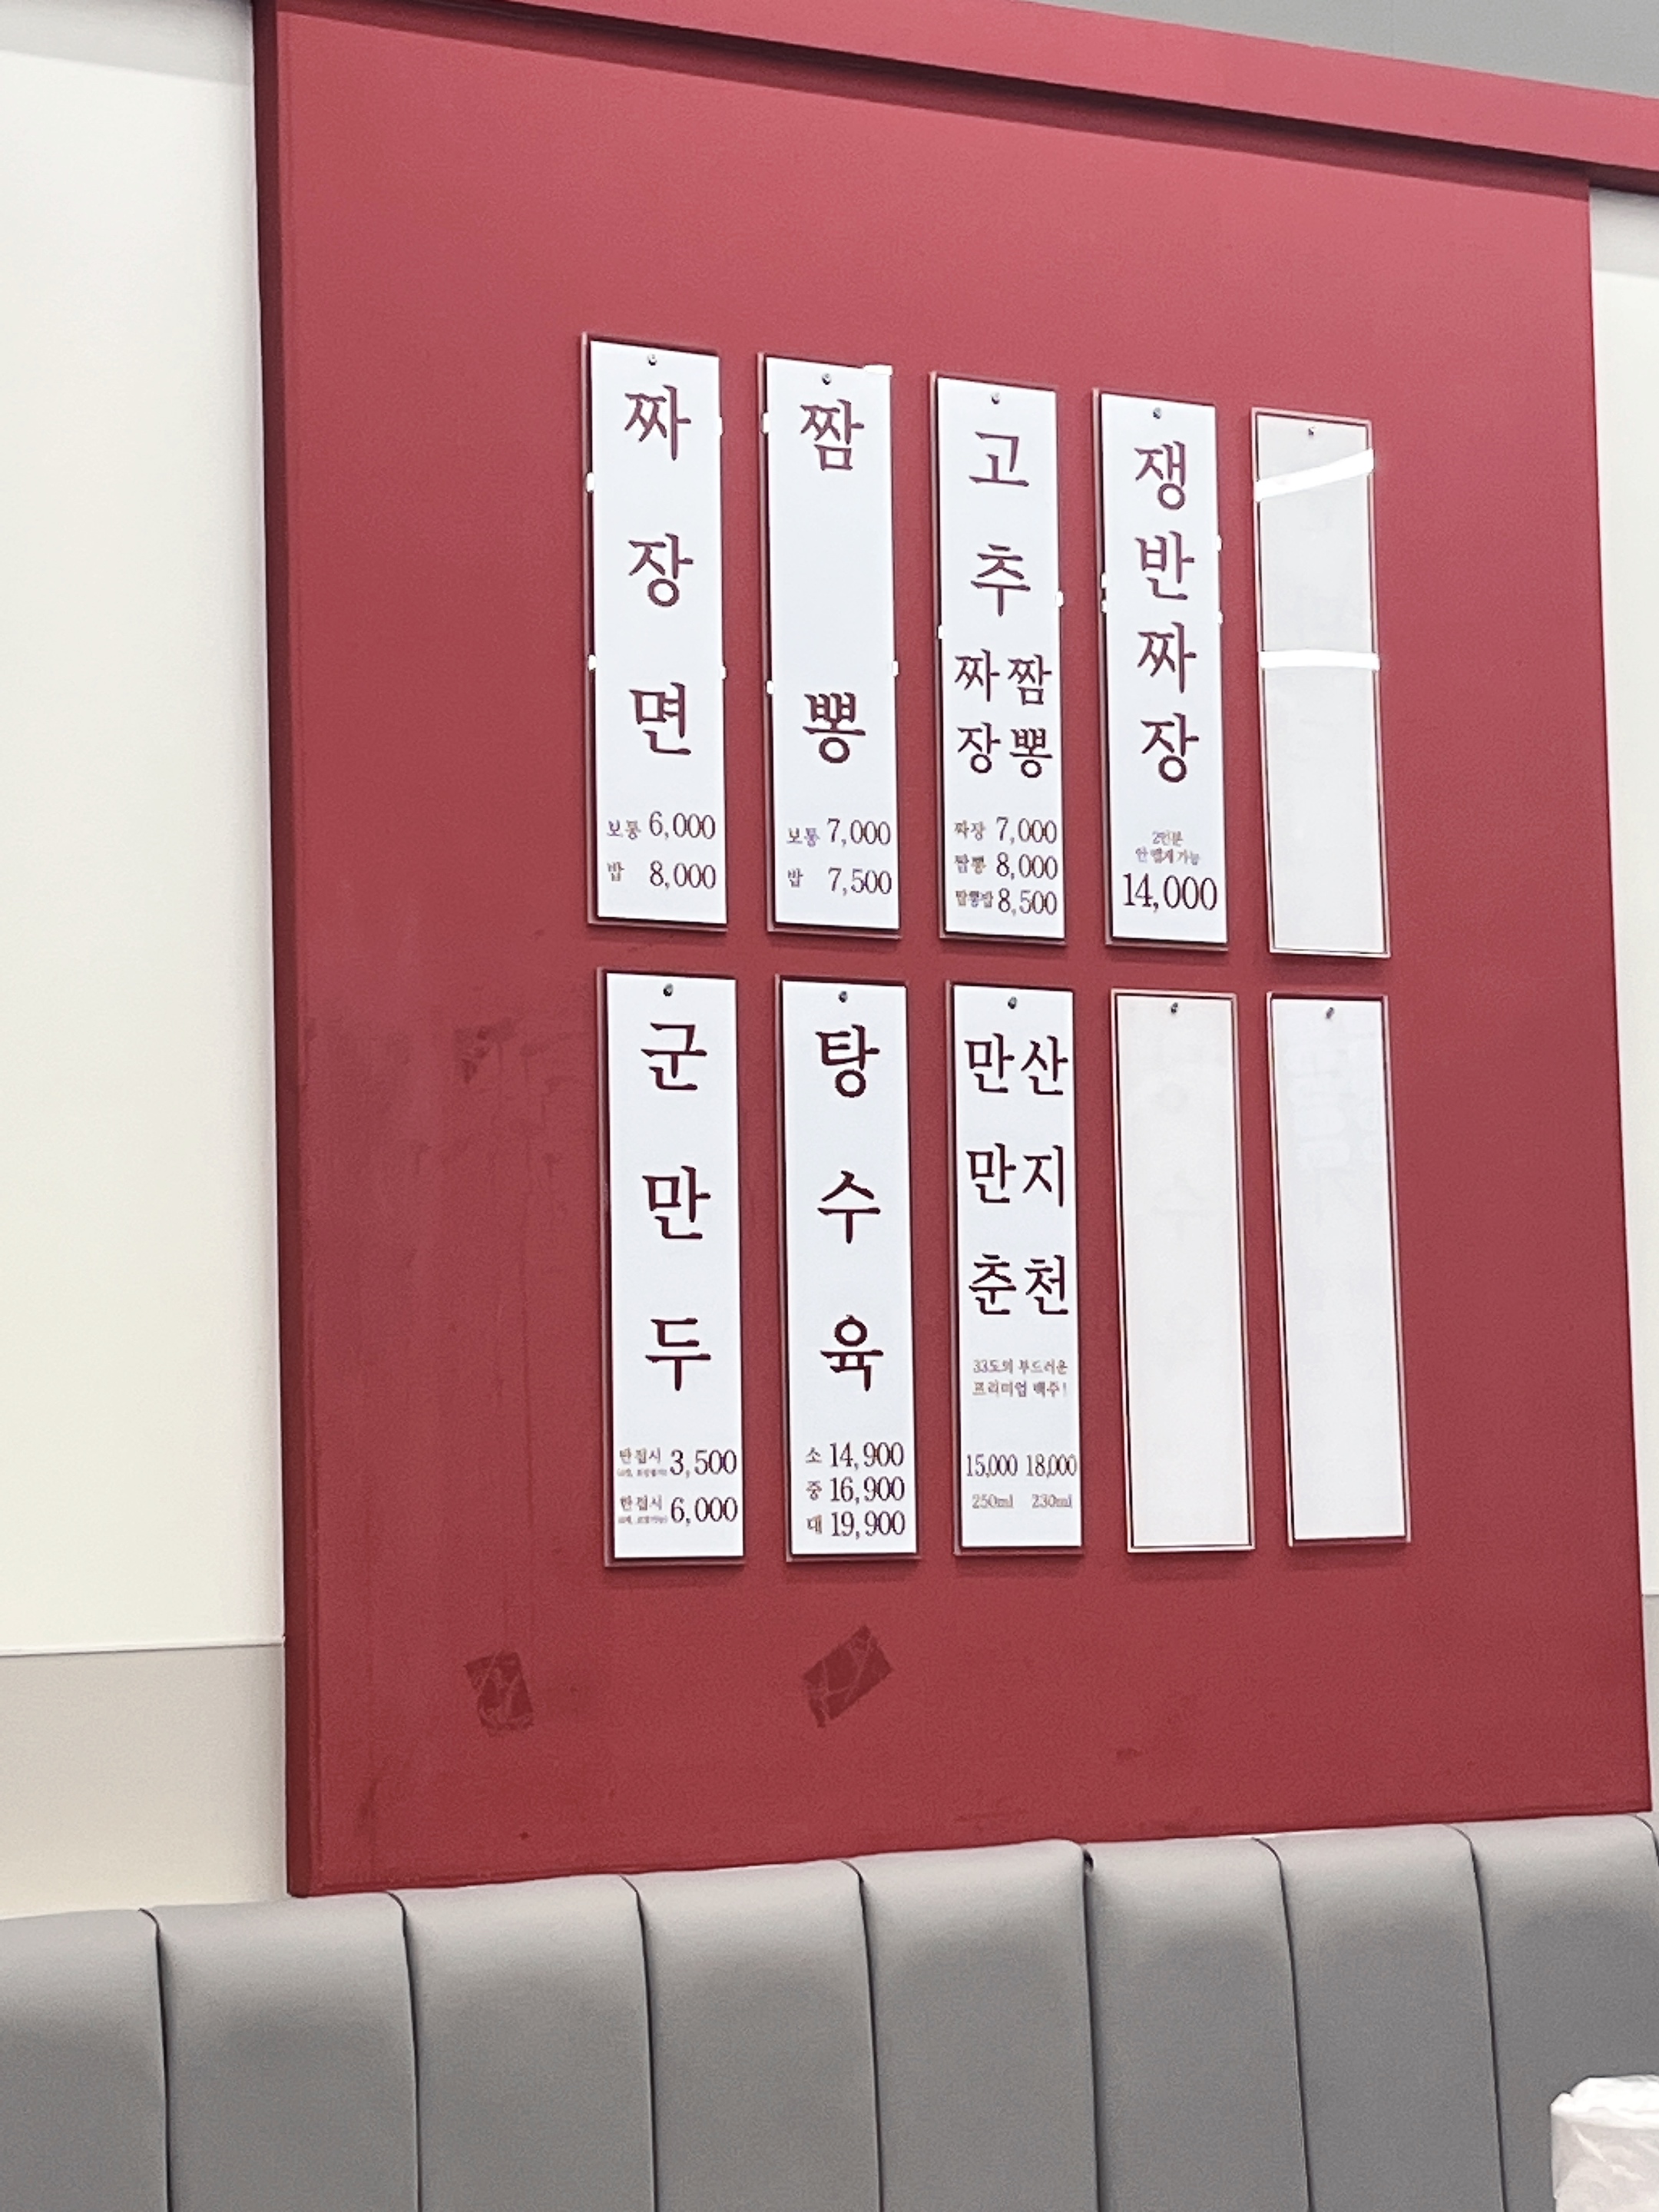 짜장면
보통 6,000
밥 8,000
짬뽕
보통 7,000
밥 7,500
고추
짜장 짬뽕
짜장 7,000
짬뽕 8,000
짬뽕밥 8,500
쟁반짜장
2인분
안 맵게 가능
14,000
군만두
반접시 3,500
한접시 6,000
탕수육
소 14,900
중 16,900
대 19,900
만만춘 산지천
33도의 부드러운
프리미엄 백주!
15,000 18,000
250ml 230ml